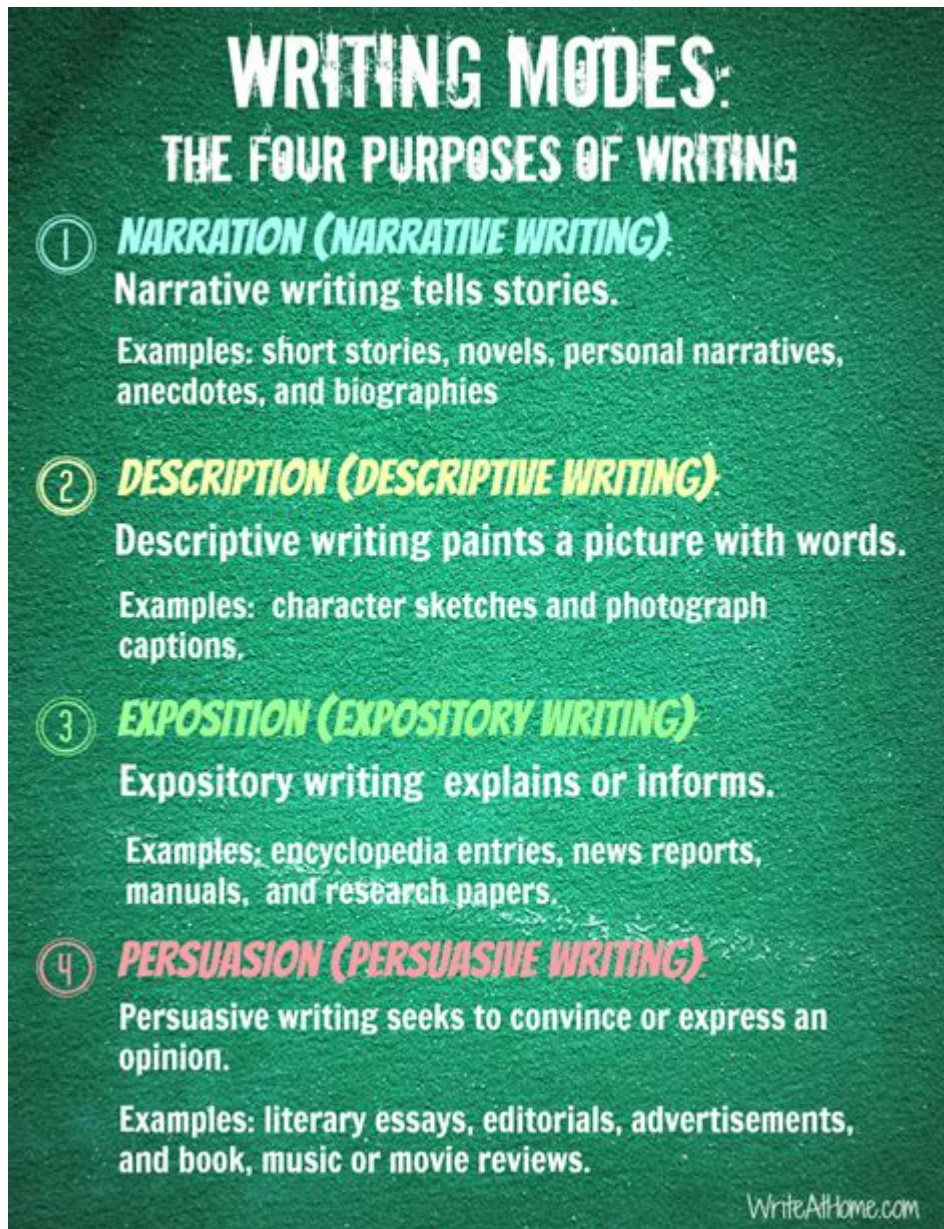 WRITING MODES:
THE FOUR PURPOSES OF WRITING
1 NARRATION (NARRATIVE WRITING):
Narrative writing tells stories.
Examples: short stories, novels, personal narratives,
anecdotes, and biographies
2 DESCRIPTION (DESCRIPTIVE WRITING):
Descriptive writing paints a picture with words.
Examples: character sketches and photograph
captions,
3 EXPOSITION (EXPOSITORY WRITING):
Expository writing explains or informs.
Examples: encyclopedia entries, news reports,
manuals, and research papers.
4 PERSUASION (PERSUASIVE WRITING):
Persuasive writing seeks to convince or express an
opinion.
Examples: literary essays, editorials, advertisements,
and book, music or movie reviews.
WriteAtHome.com